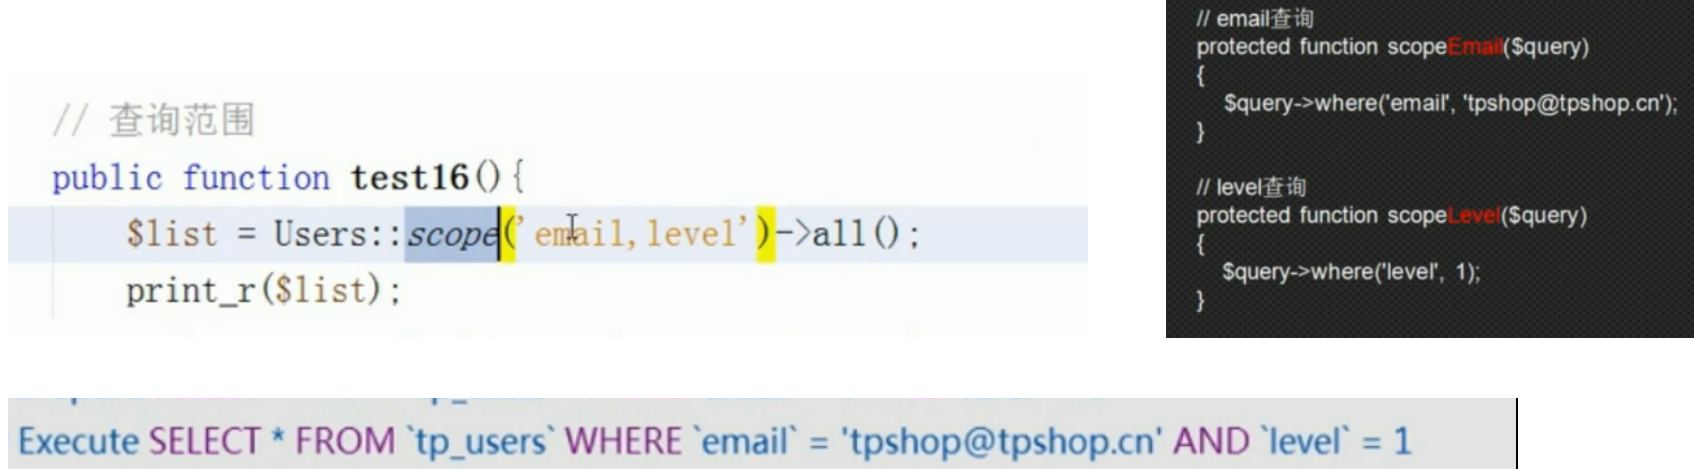 // 查询范围
public function test16(){
$list = Users::scope('email,level')->all();
print_r($list);
// email查询
protected function scopeEmail($query)
{
$query->where('email', 'tpshop@tpshop.cn');
}
// level查询
protected function scopeLevel($query)
{
$query->where('level', 1);
}
Execute SELECT * FROM `tp_users` WHERE `email` = 'tpshop@tpshop.cn' AND `level` = 1